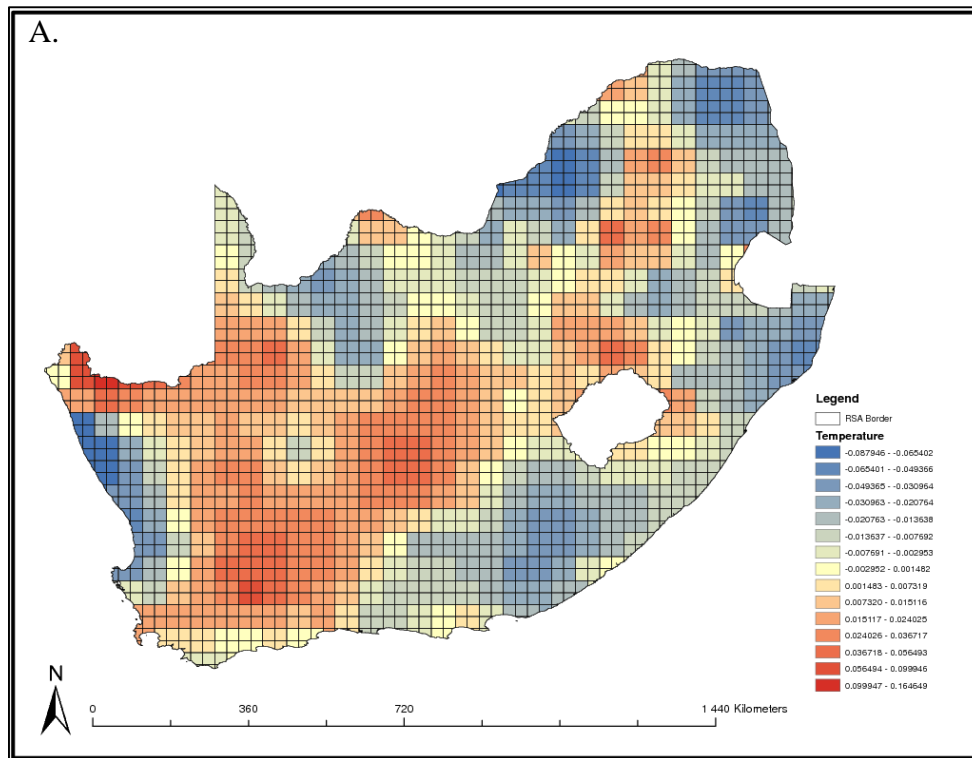 A.
Legend
RSA Border
Temperature
-0.087946 - -0.065402
-0.065401 - -0.049366
-0.049365 - -0.030964
-0.030963 - -0.020764
-0.020763 - -0.013638
-0.013637 - -0.007692
-0.007691 - -0.002953
-0.002952 - 0.001482
0.001483 - 0.007319
0.007320 - 0.015116
0.015117 - 0.024025
0.024026 - 0.036717
0.036718 - 0.056493
0.056494 - 0.099946
0.099947 - 0.164649
N
0 360 720 1 440 Kilometers